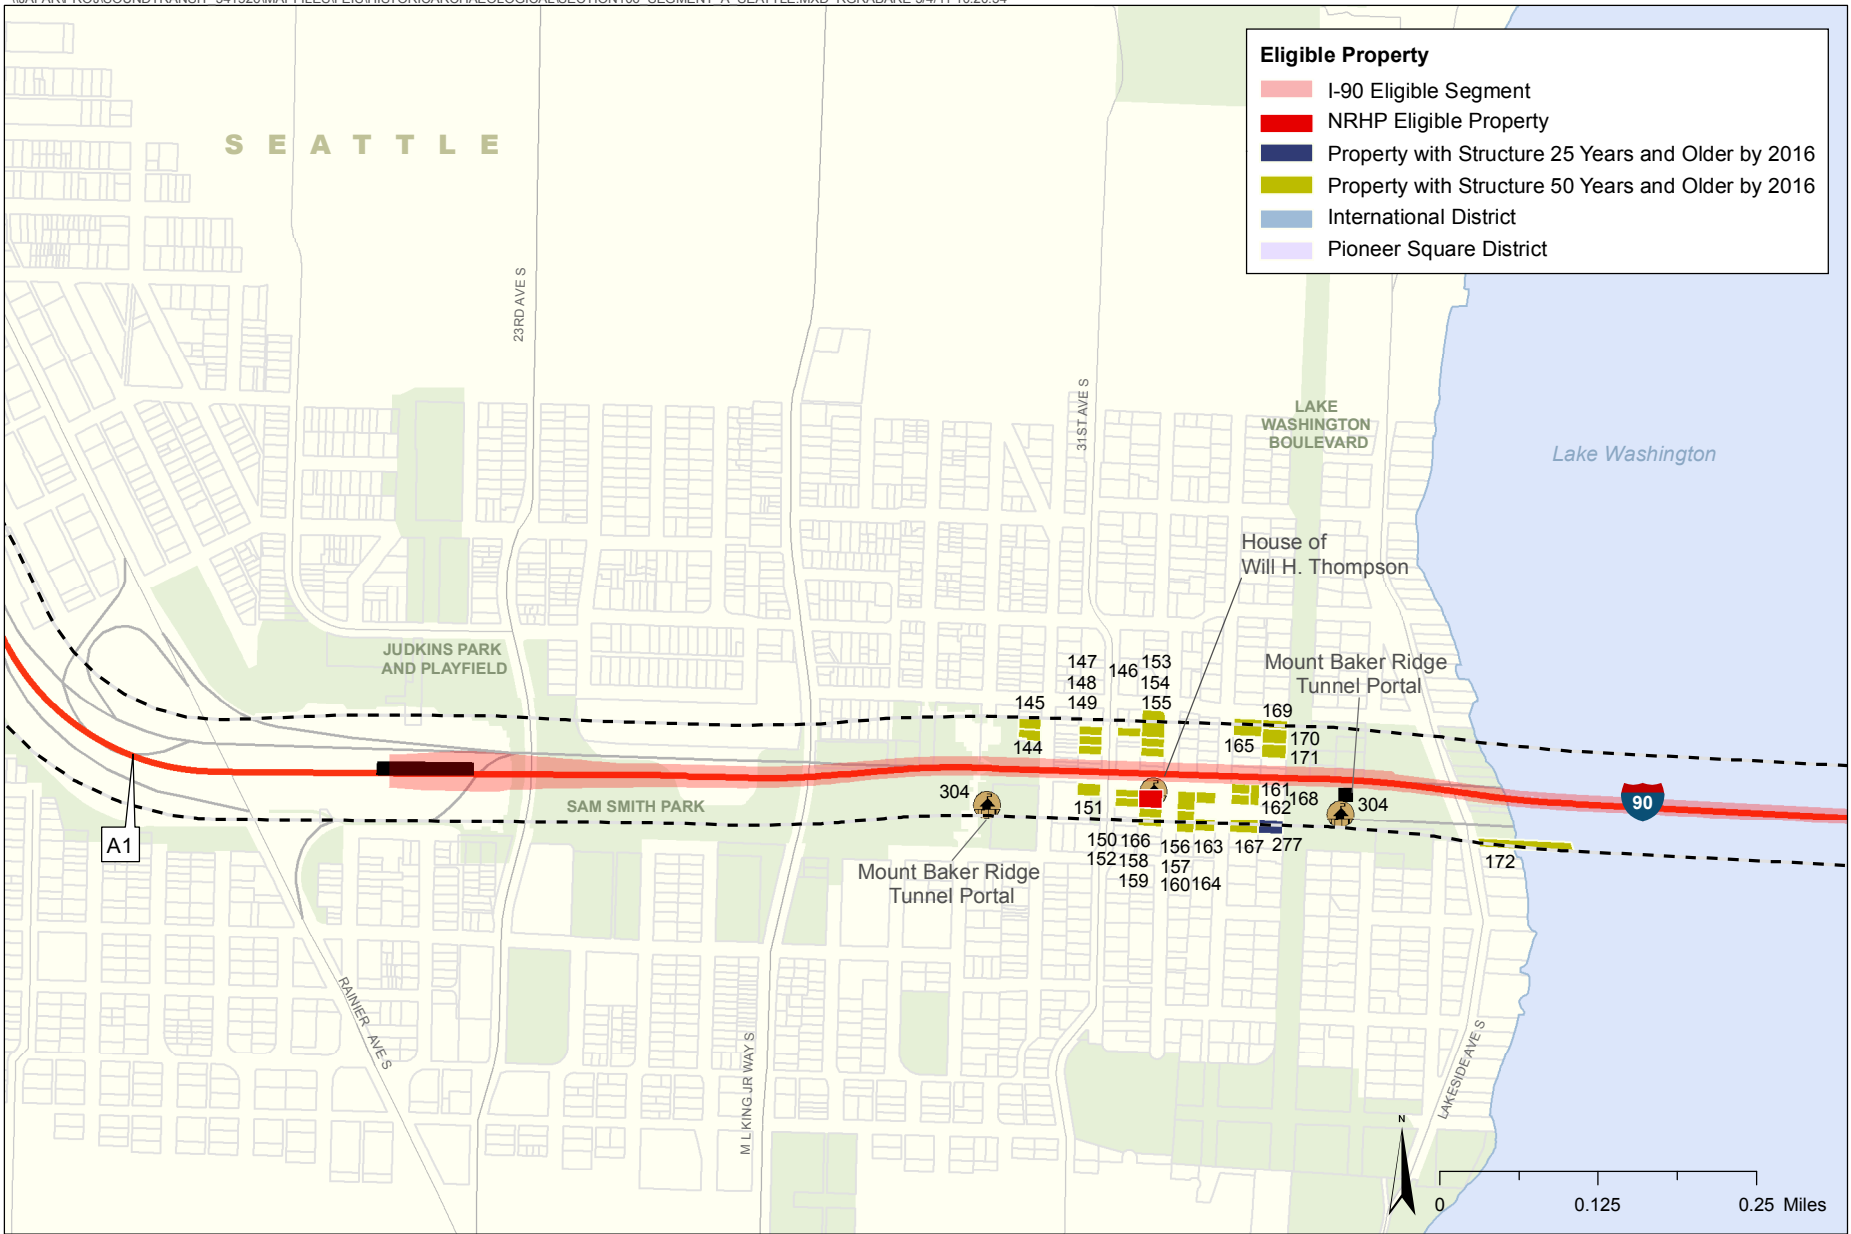 Eligible Property
I-90 Eligible Segment
NRHP Eligible Property
Property with Structure 25 Years and Older by 2016
Property with Structure 50 Years and Older by 2016
International District
Pioneer Square District
SEATTLE
23RD AVE S
31ST AVE S
LAKE
WASHINGTON
BOULEVARD
Lake Washington
House of
Will H. Thompson
JUDKINS PARK
AND PLAYFIELD
Mount Baker Ridge
Tunnel Portal
147
148
149
146
153
154
155
145
144
169
165
170
171
304
151
161
162
168
304
90
SAM SMITH PARK
A1
150 166
152 158
159
156 163
157
160 164
167
277
172
Mount Baker Ridge
Tunnel Portal
RAINIER AVE S
M L KING JR WAY S
LAKESIDE AVE S
N
0 0.125 0.25 Miles